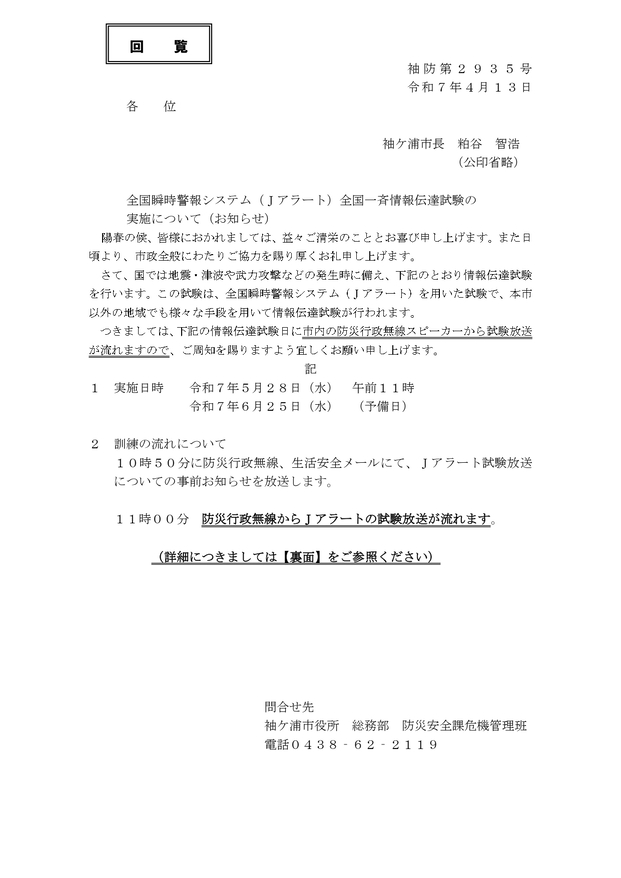 回　　覧
袖防第２９３５号
令和７年４月１３日
各　　位
袖ケ浦市長　粕谷　智浩
（公印省略）
全国瞬時警報システム（Ｊアラート）全国一斉情報伝達試験の
実施について（お知らせ）
陽春の候、皆様におかれましては、益々ご清栄のこととお喜び申し上げます。また日
頃より、市政全般にわたりご協力を賜り厚くお礼申し上げます。
さて、国では地震・津波や武力攻撃などの発生時に備え、下記のとおり情報伝達試験
を行います。この試験は、全国瞬時警報システム（Ｊアラート）を用いた試験で、本市
以外の地域でも様々な手段を用いて情報伝達試験が行われます。
つきましては、下記の情報伝達試験日に市内の防災行政無線スピーカーから試験放送
が流れますので、ご周知を賜りますよう宜しくお願い申し上げます。
記
１　実施日時　　令和７年５月２８日（水）　午前１１時
令和７年６月２５日（水）　（予備日）
２　訓練の流れについて
１０時５０分に防災行政無線、生活安全メールにて、Ｊアラート試験放送
についての事前お知らせを放送します。
１１時００分　防災行政無線からＪアラートの試験放送が流れます。
（詳細につきましては【裏面】をご参照ください）
問合せ先
袖ケ浦市役所　総務部　防災安全課危機管理班
電話０４３８‐６２‐２１１９